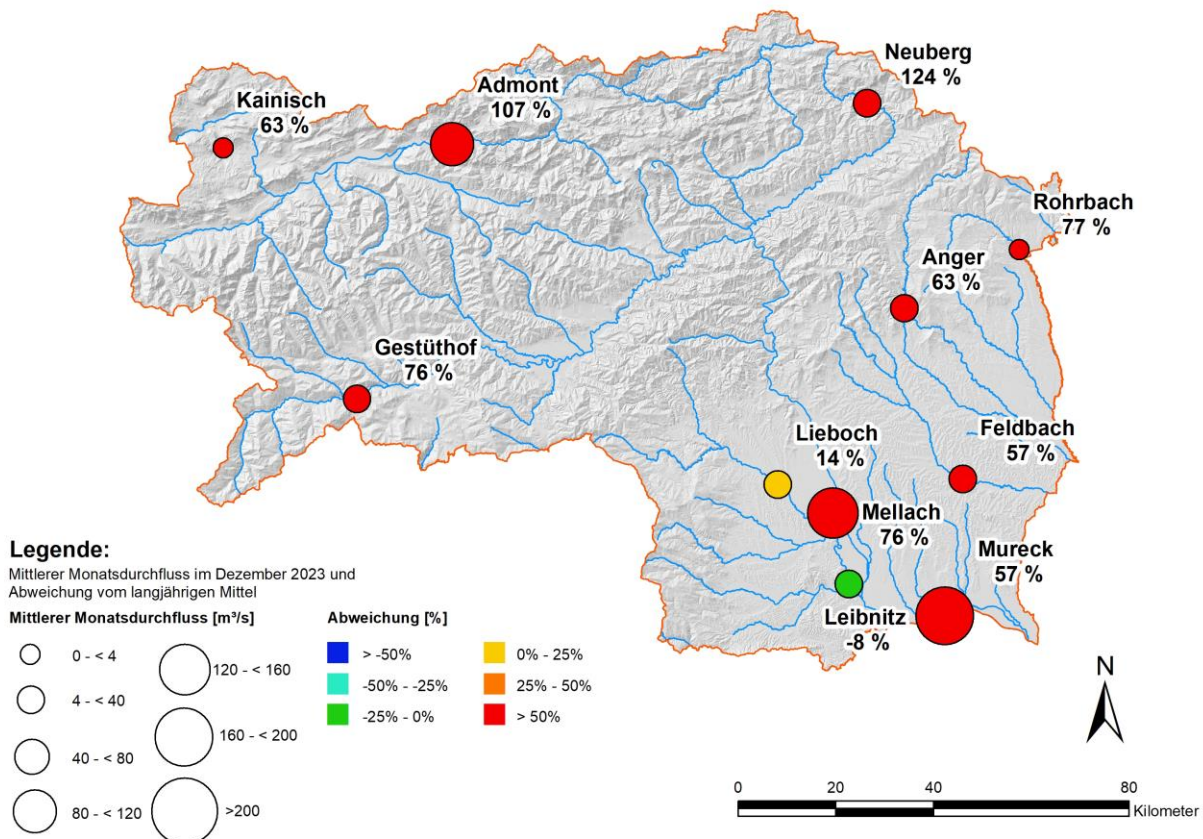 Neuberg
124 %
Admont
107 %
Kainisch
63 %
Rohrbach
77 %
Anger
63 %
Gestüthof
76 %
Lieboch
14 %
Feldbach
57 %
Mellach
76 %
Mureck
57 %
Leibnitz
-8 %
Legende:
Mittlerer Monatsdurchfluss im Dezember 2023 und
Abweichung vom langjährigen Mittel
Mittlerer Monatsdurchfluss [m³/s]
0 - < 4
4 - < 40
40 - < 80
80 - < 120
120 - < 160
160 - < 200
>200
Abweichung [%]
> -50%
-50% - -25%
-25% - 0%
0% - 25%
25% - 50%
> 50%
N
0 20 40 60 80
Kilometer